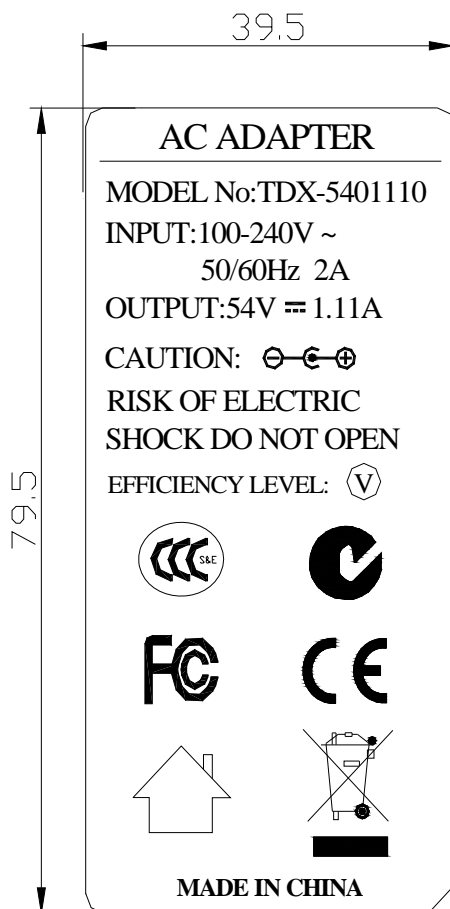 39.5
AC ADAPTER
MODEL No:TDX-5401110
INPUT:100-240V ~
50/60Hz 2A
OUTPUT:54V ⎓ 1.11A
CAUTION:
RISK OF ELECTRIC
SHOCK DO NOT OPEN
EFFICIENCY LEVEL: V
79.5
CCC S&E
FC
CE
MADE IN CHINA